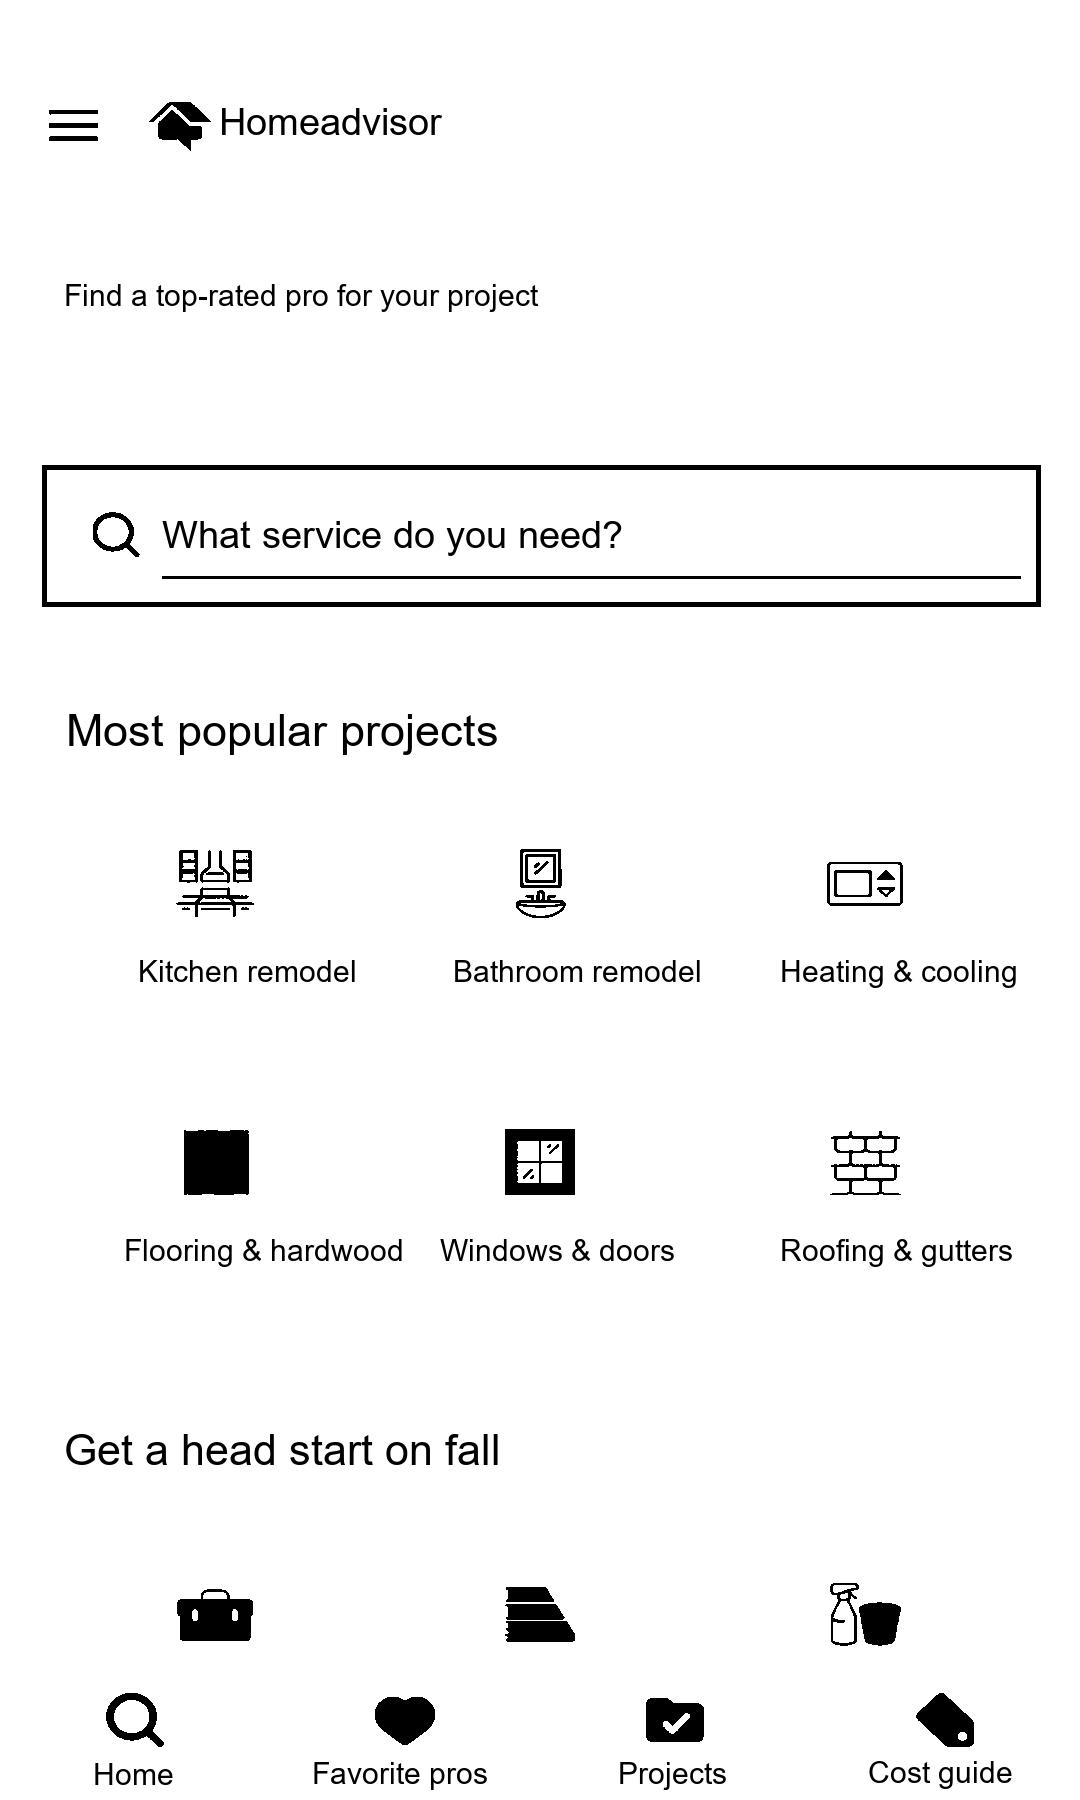 Homeadvisor
Find a top-rated pro for your project
What service do you need?
Most popular projects
Kitchen remodel
Bathroom remodel
Heating & cooling
Flooring & hardwood
Windows & doors
Roofing & gutters
Get a head start on fall
Home
Favorite pros
Projects
Cost guide